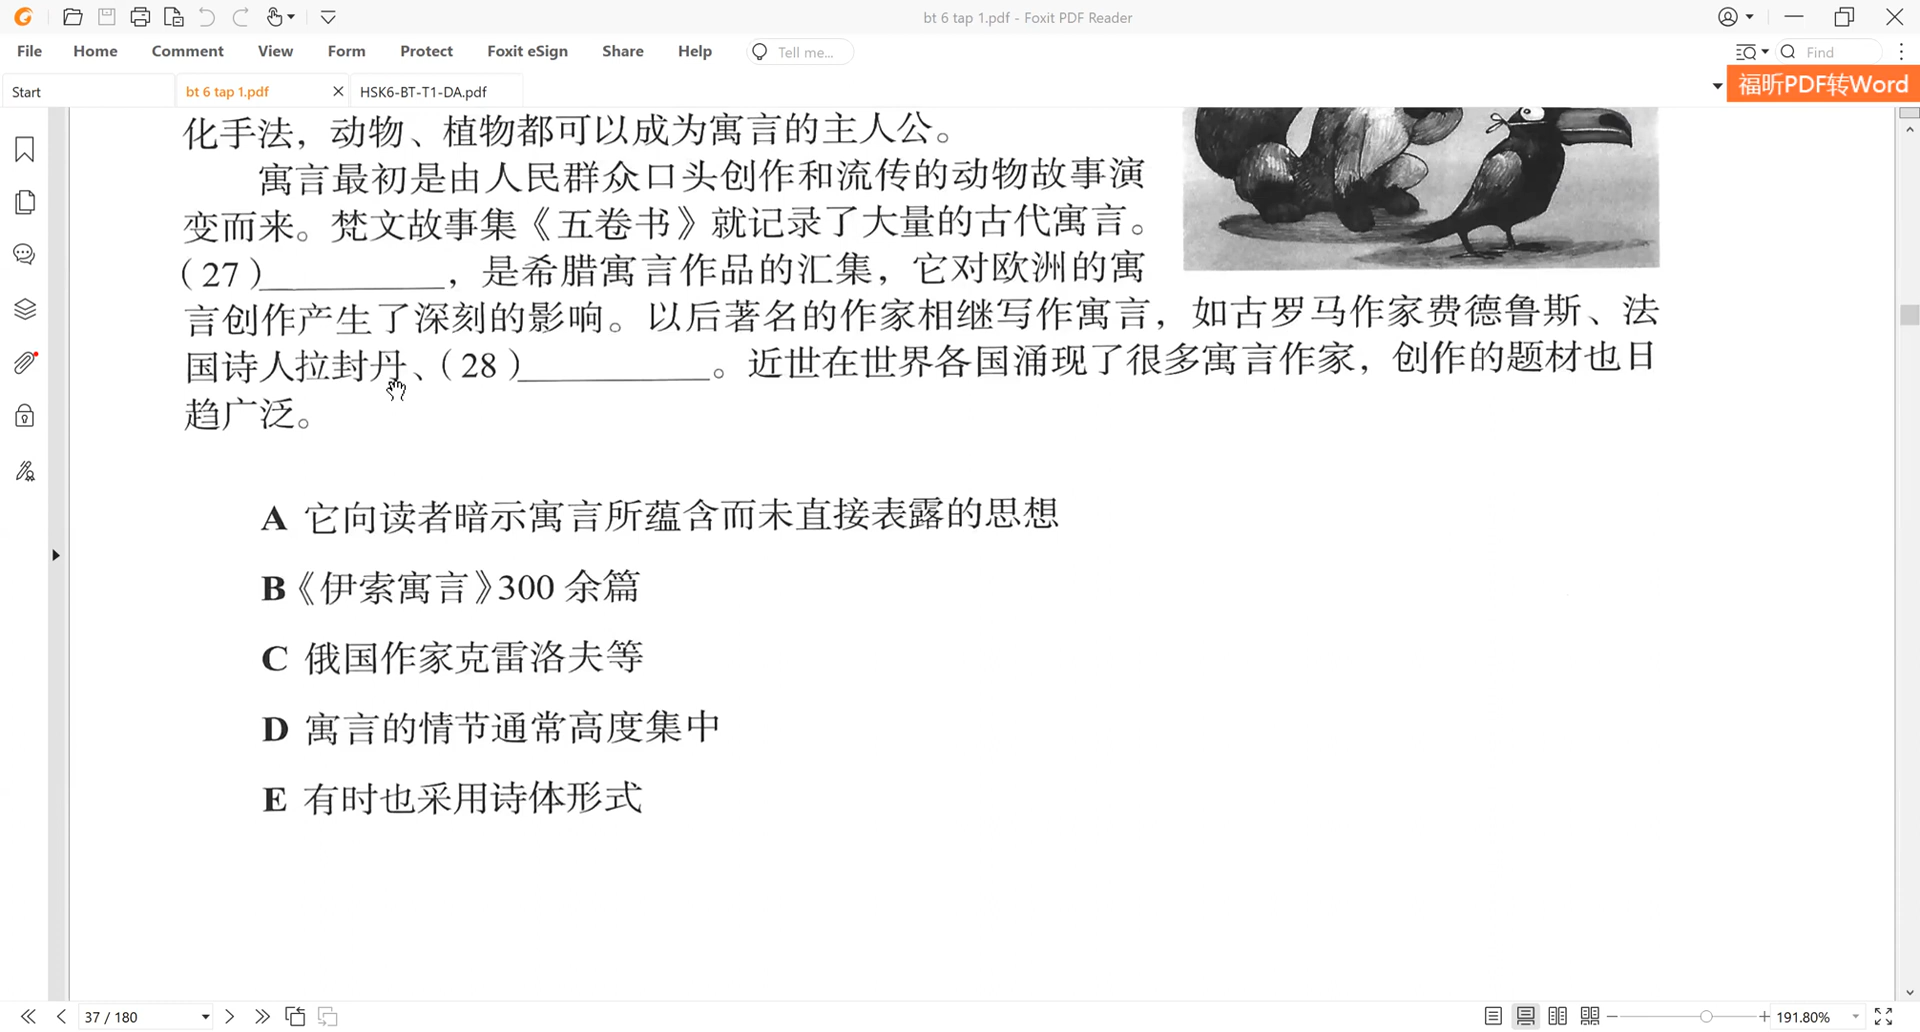 bt 6 tap 1.pdf - Foxit PDF Reader
File Home Comment View Form Protect Foxit eSign Share Help Tell me... Find
Start bt 6 tap 1.pdf HSK6-BT-T1-DA.pdf 福昕PDF转Word
化手法，动物、植物都可以成为寓言的主人公。
寓言最初是由人民群众口头创作和流传的动物故事演
变而来。梵文故事集《五卷书》就记录了大量的古代寓言。
（27）__________，是希腊寓言作品的汇集，它对欧洲的寓
言创作产生了深刻的影响。以后著名的作家相继写作寓言，如古罗马作家费德鲁斯、法
国诗人拉封丹、（28）__________。近世在世界各国涌现了很多寓言作家，创作的题材也日
趋广泛。
A 它向读者暗示寓言所蕴含而未直接表露的思想
B《伊索寓言》300 余篇
C 俄国作家克雷洛夫等
D 寓言的情节通常高度集中
E 有时也采用诗体形式
37 / 180 191.80%